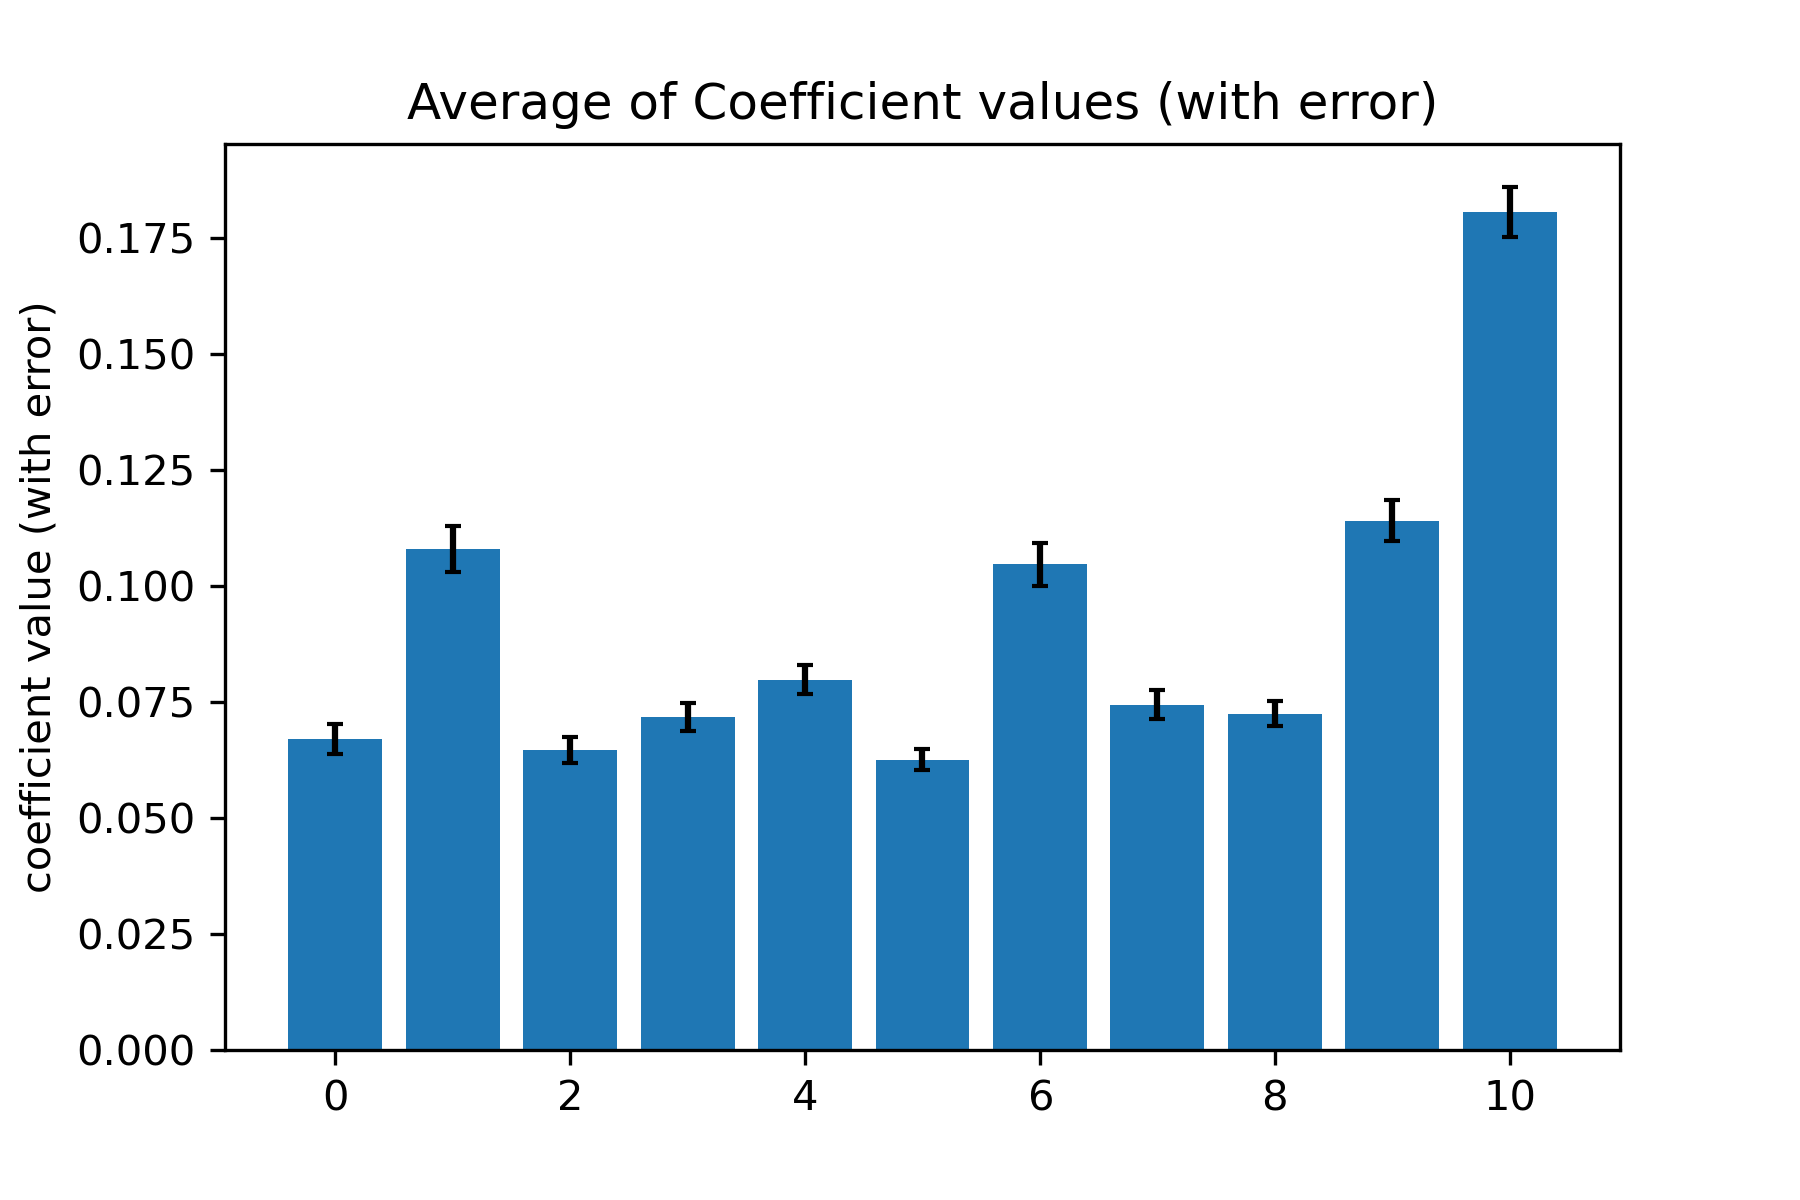 Average of Coefficient values (with error)
coefficient value (with error)
0.175
0.150
0.125
0.100
0.075
0.050
0.025
0.000
0 2 4 6 8 10